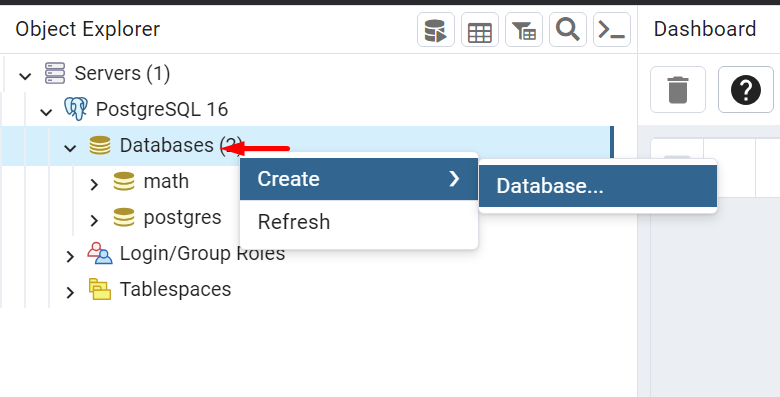 Object Explorer
Dashboard
Servers (1)
PostgreSQL 16
Databases (2)
math
postgres
Login/Group Roles
Tablespaces
Create
Refresh
Database...